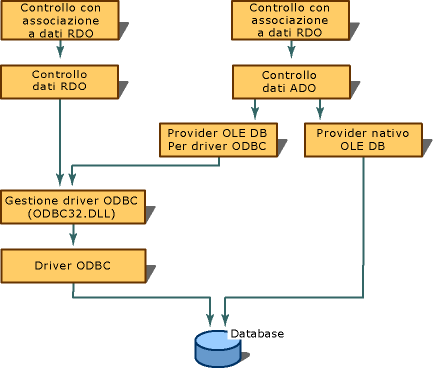 Controllo con
associazione
a dati RDO
Controllo con
associazione
a dati RDO
Controllo
dati RDO
Controllo
dati ADO
Provider OLE DB
Per driver ODBC
Provider nativo
OLE DB
Gestione driver ODBC
(ODBC32.DLL)
Driver ODBC
Database